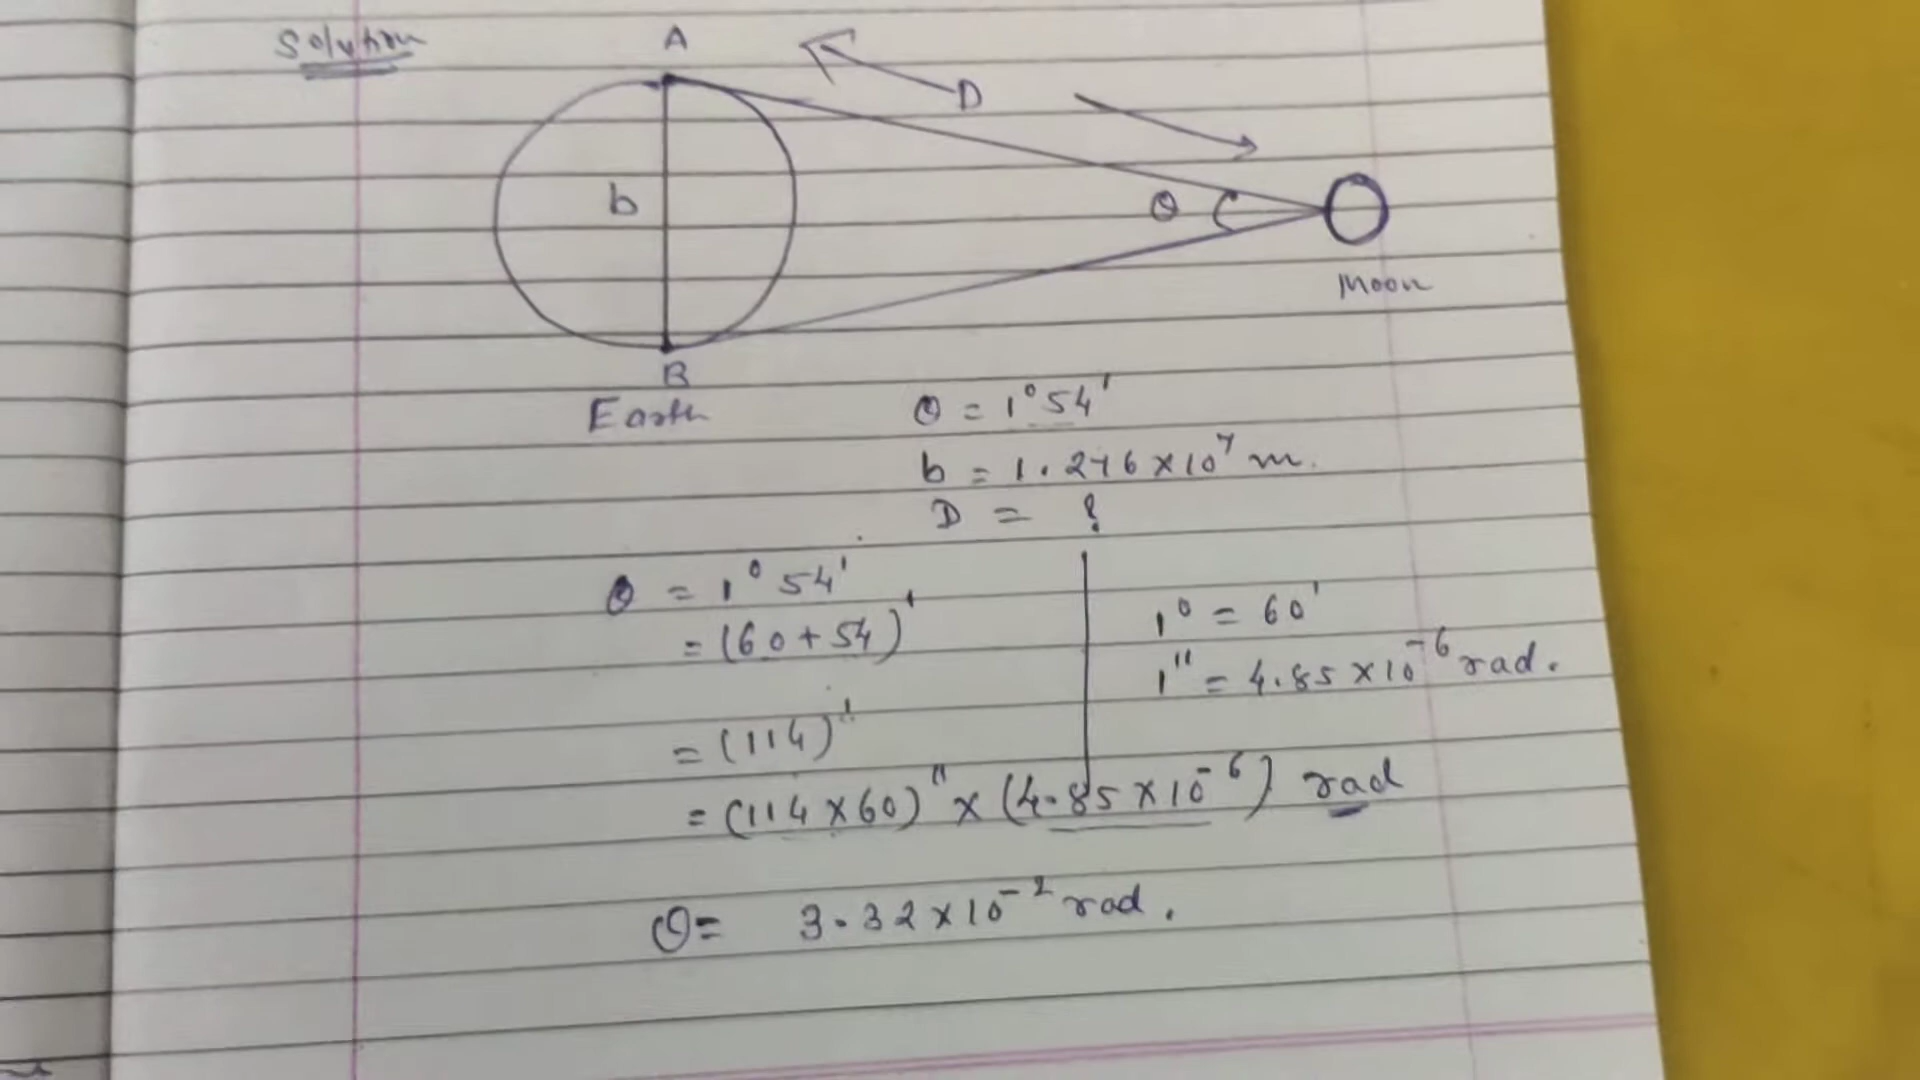 Solution
A
D
b
θ
Moon
B
Earth
θ = 1° 54'
b = 1.276 × 10⁷ m.
D = ?
θ = 1° 54'
= (60 + 54)'
1° = 60'
1" = 4.85 × 10⁻⁶ rad.
= (114)'
= (114 × 60)" × (4.85 × 10⁻⁶) rad
θ = 3.32 × 10⁻² rad.